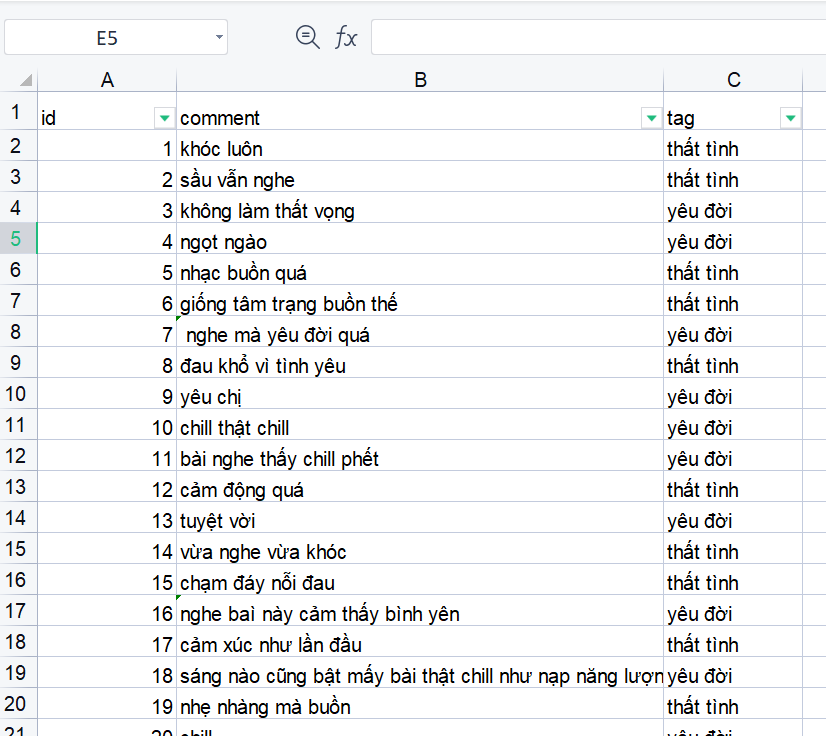 E5 fx
A B C
1 id comment tag
2 1 khóc luôn thất tình
3 2 sầu vẫn nghe thất tình
4 3 không làm thất vọng yêu đời
5 4 ngọt ngào yêu đời
6 5 nhạc buồn quá thất tình
7 6 giống tâm trạng buồn thế thất tình
8 7 nghe mà yêu đời quá yêu đời
9 8 đau khổ vì tình yêu thất tình
10 9 yêu chị yêu đời
11 10 chill thật chill yêu đời
12 11 bài nghe thấy chill phết yêu đời
13 12 cảm động quá thất tình
14 13 tuyệt vời yêu đời
15 14 vừa nghe vừa khóc thất tình
16 15 chạm đáy nỗi đau thất tình
17 16 nghe baì này cảm thấy bình yên yêu đời
18 17 cảm xúc như lần đầu thất tình
19 18 sáng nào cũng bật mấy bài thật chill như nạp năng lượn yêu đời
20 19 nhẹ nhàng mà buồn thất tình
21 20 chill yêu đời